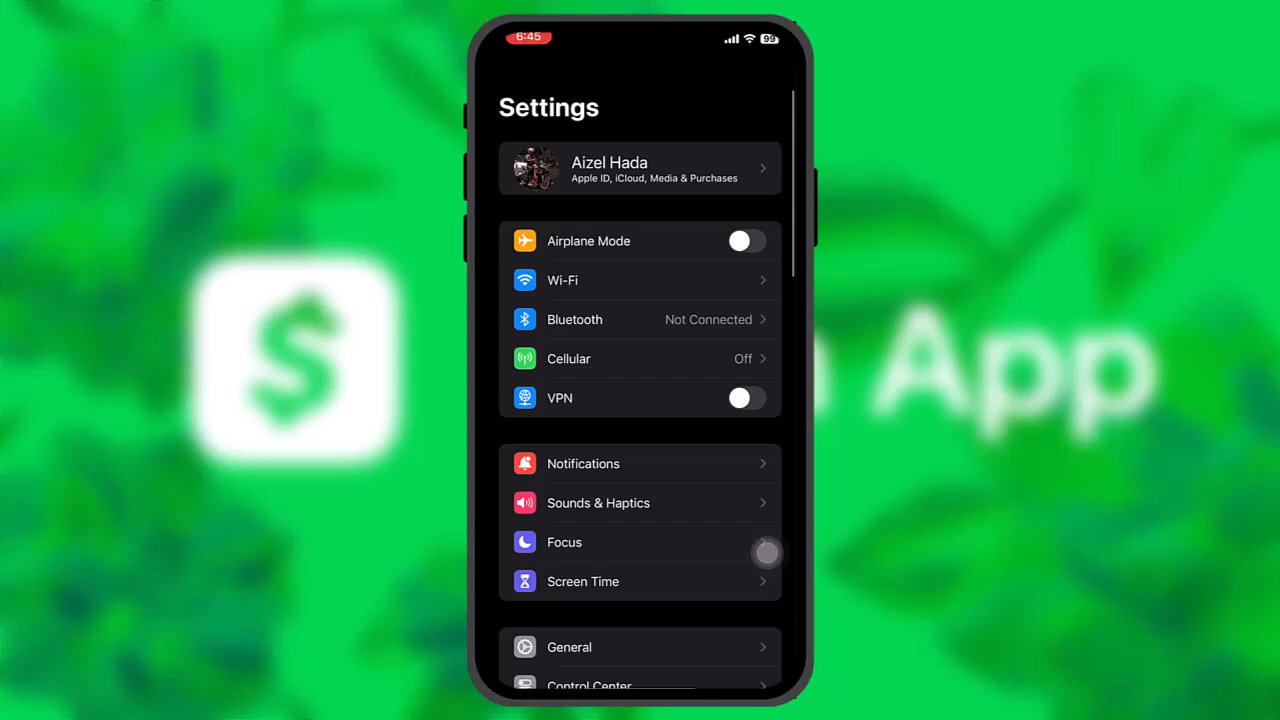 6:45
99
Settings
Aizel Hada
Apple ID, iCloud, Media & Purchases
Airplane Mode
Wi-Fi
Bluetooth Not Connected
Cellular Off
VPN
Notifications
Sounds & Haptics
Focus
Screen Time
General
Control Center
$
App